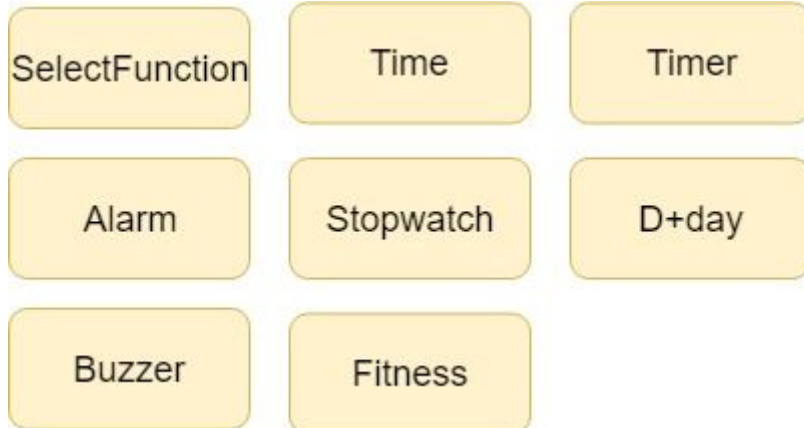 SelectFunction
Time
Timer
Alarm
Stopwatch
D+day
Buzzer
Fitness